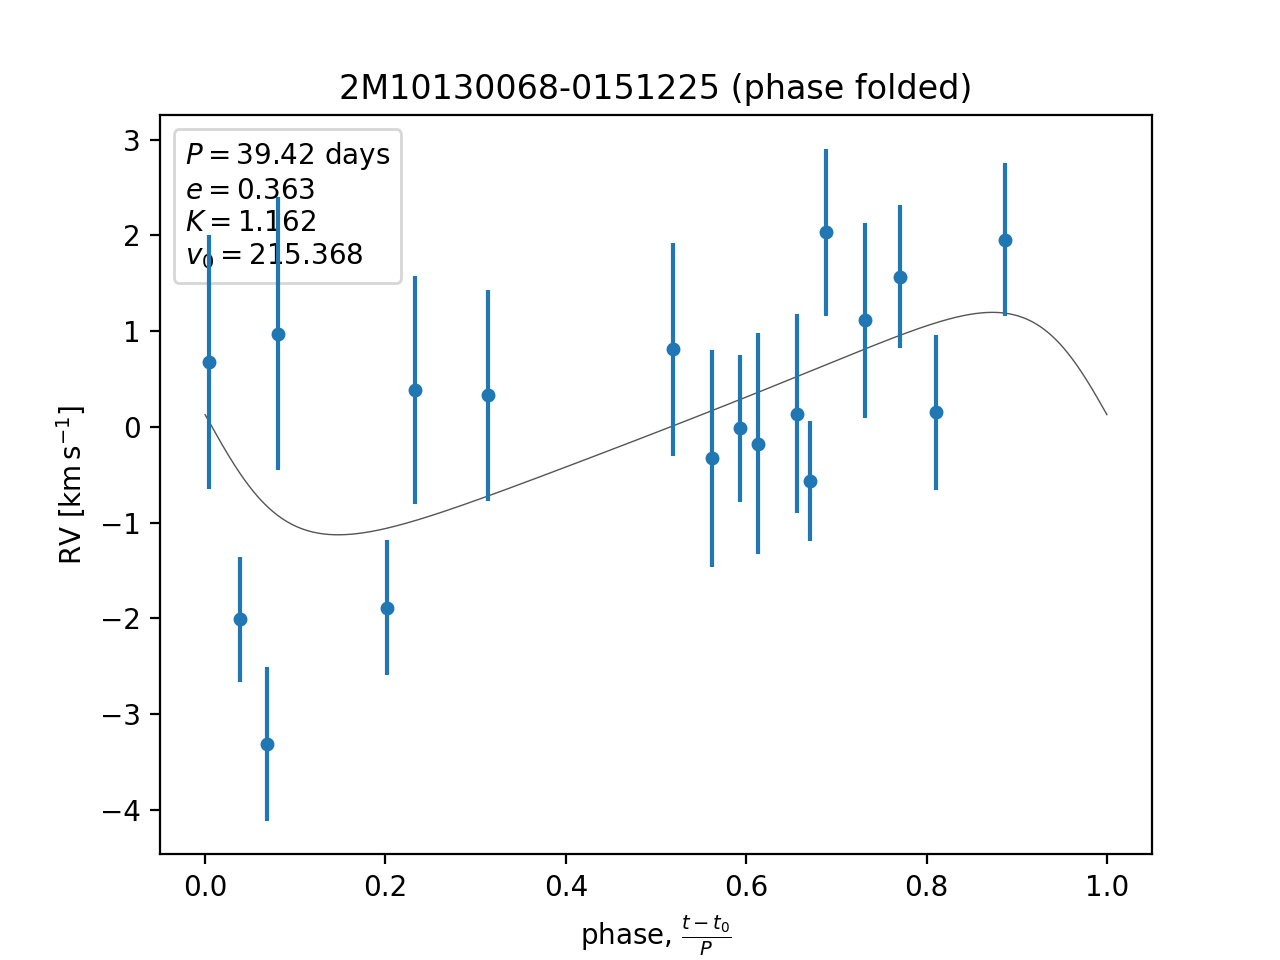 2M10130068-0151225 (phase folded)
P = 39.42 days
e = 0.363
K = 1.162
v₀ = 215.368
3
2
1
0
−1
−2
−3
−4
RV [km s⁻¹]
0.0 0.2 0.4 0.6 0.8 1.0
phase, (t − t₀)/P